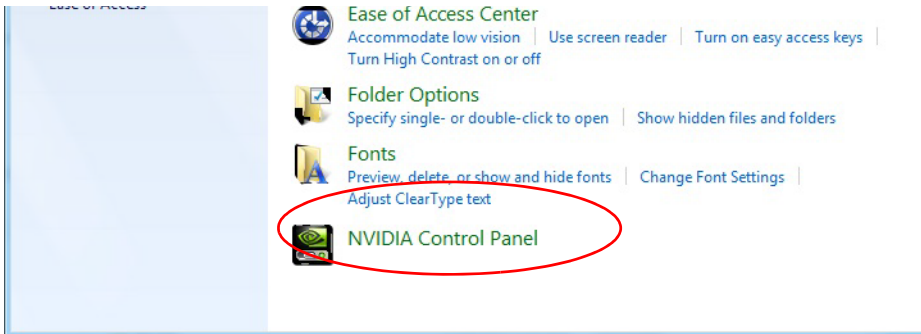 Ease of Access
Ease of Access Center
Accommodate low vision Use screen reader Turn on easy access keys
Turn High Contrast on or off
Folder Options
Specify single- or double-click to open Show hidden files and folders
Fonts
Preview, delete, or show and hide fonts Change Font Settings
Adjust ClearType text
NVIDIA Control Panel